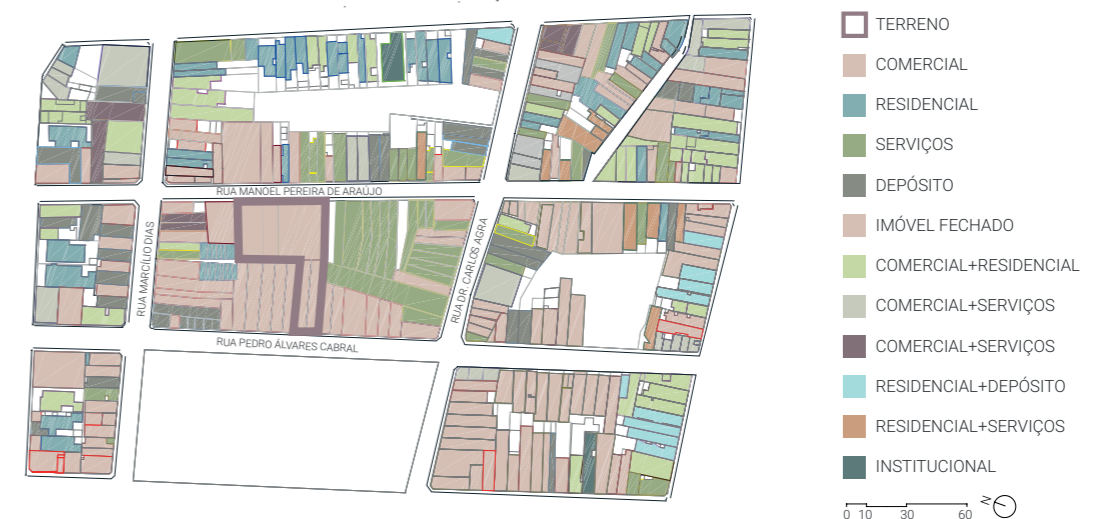 RUA MANOEL PEREIRA DE ARAÚJO
RUA MARCÍLIO DIAS
RUA DR. CARLOS AGRA
RUA PEDRO ÁLVARES CABRAL
TERRENO
COMERCIAL
RESIDENCIAL
SERVIÇOS
DEPÓSITO
IMÓVEL FECHADO
COMERCIAL+RESIDENCIAL
COMERCIAL+SERVIÇOS
COMERCIAL+SERVIÇOS
RESIDENCIAL+DEPÓSITO
RESIDENCIAL+SERVIÇOS
INSTITUCIONAL
0 10 30 60
N